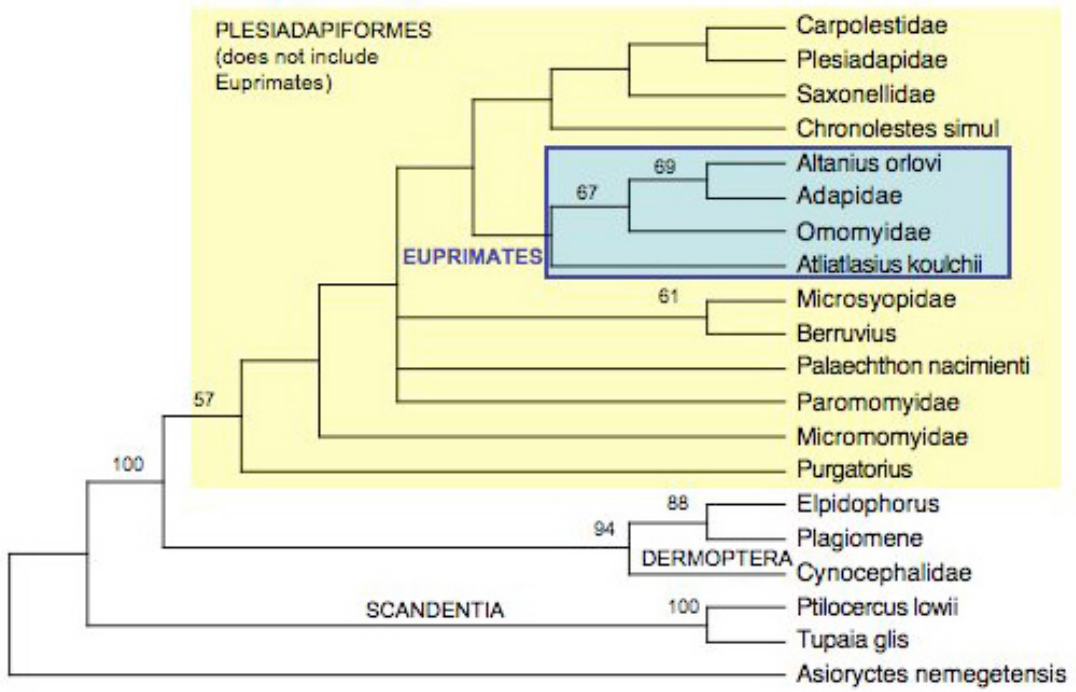 PLESIADAPIFORMES
(does not include
Euprimates)
Carpolestidae
Plesiadapidae
Saxonellidae
Chronolestes simul
Altanius orlovi
69
Adapidae
67
Omomyidae
EUPRIMATES
Atliatlasius koulchii
Microsyopidae
61
Berruvius
Palaechthon nacimienti
Paromomyidae
57
Micromomyidae
Purgatorius
100
Elpidophorus
88
Plagiomene
94
DERMOPTERA
Cynocephalidae
Ptilocercus lowii
100
SCANDENTIA
Tupaia glis
Asioryctes nemegetensis